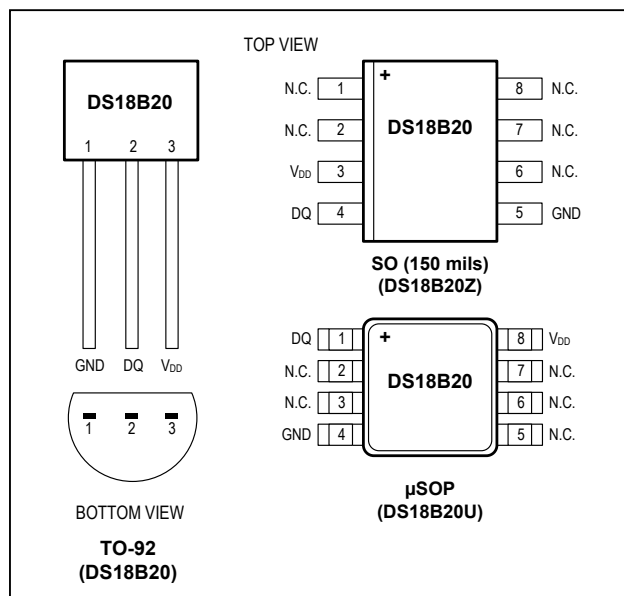 DS18B20
1 2 3
GND DQ VDD
1 2 3
BOTTOM VIEW
TO-92
(DS18B20)
TOP VIEW
N.C. 1 + 8 N.C.
N.C. 2 DS18B20 7 N.C.
VDD 3 6 N.C.
DQ 4 5 GND
SO (150 mils)
(DS18B20Z)
DQ 1 + 8 VDD
N.C. 2 DS18B20 7 N.C.
N.C. 3 6 N.C.
GND 4 5 N.C.
µSOP
(DS18B20U)